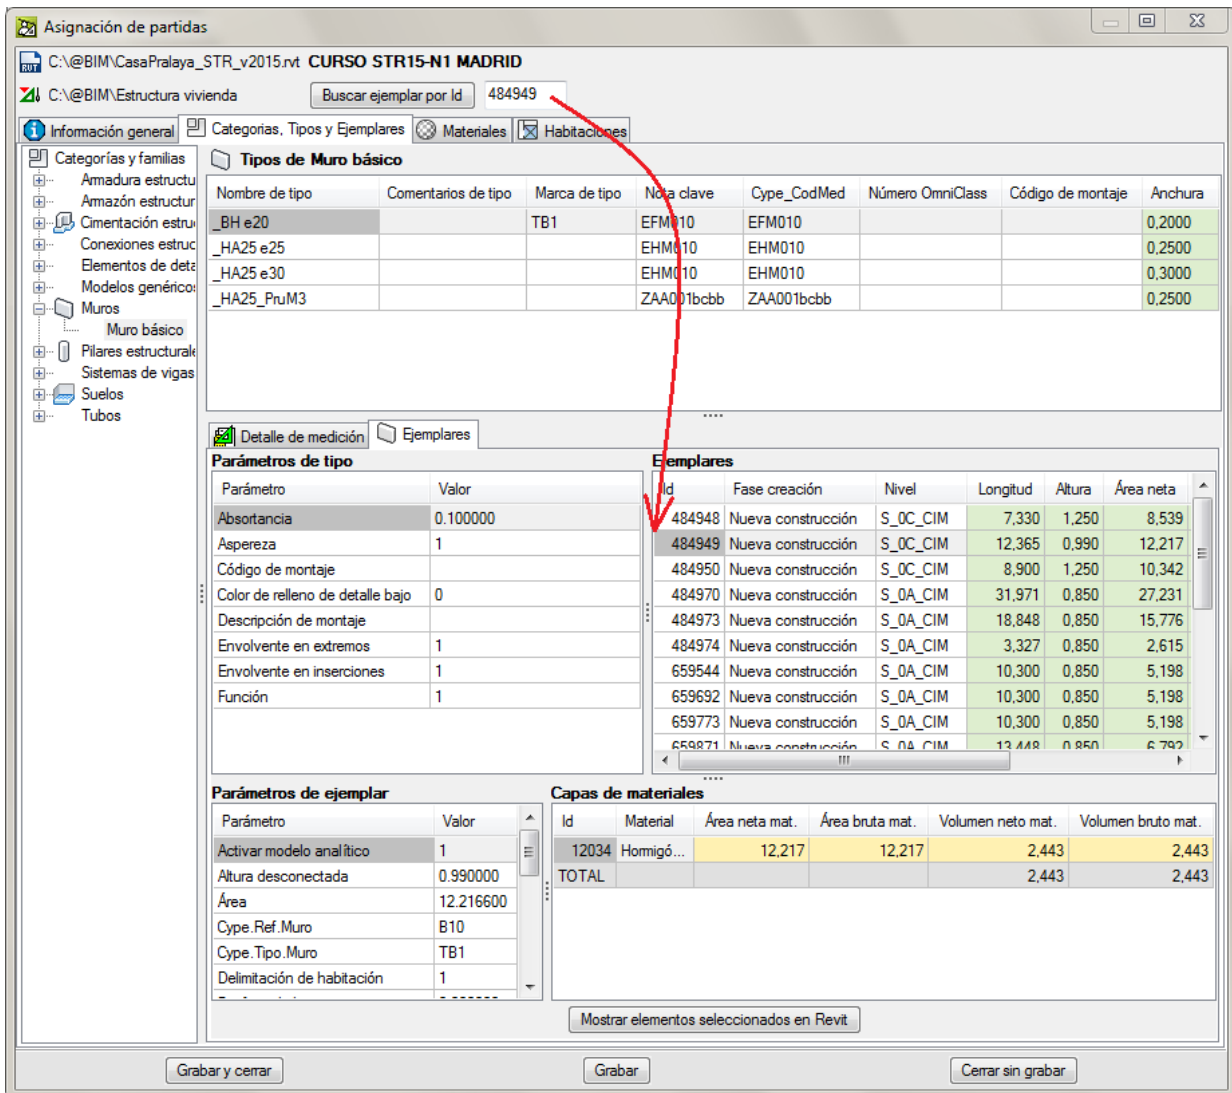 Asignación de partidas
C:\@BIM\CasaPralaya_STR_v2015.rvt CURSO STR15-N1 MADRID
C:\@BIM\Estructura vivienda Buscar ejemplar por Id 484949
Información general Categorias, Tipos y Ejemplares Materiales Habitaciones
Categorías y familias
Armadura estructu
Armazón estructur
Cimentación estru
Conexiones estruc
Elementos de deta
Modelos genérico
Muros
Muro básico
Pilares estructurale
Sistemas de vigas
Suelos
Tubos
Tipos de Muro básico
Nombre de tipo Comentarios de tipo Marca de tipo Nota clave Cype_CodMed Número OmniClass Código de montaje Anchura
_BH e20 TB1 EFM010 EFM010 0,2000
_HA25 e25 EHM010 EHM010 0,2500
_HA25 e30 EHM010 EHM010 0,3000
_HA25_PruM3 ZAA001bcbb ZAA001bcbb 0,2500
Detalle de medición Ejemplares
Parámetros de tipo
Parámetro Valor
Absortancia 0.100000
Aspereza 1
Código de montaje
Color de relleno de detalle bajo 0
Descripción de montaje
Envolvente en extremos 1
Envolvente en inserciones 1
Función 1
Ejemplares
Id Fase creación Nivel Longitud Altura Área neta
484948 Nueva construcción S_0C_CIM 7,330 1,250 8,539
484949 Nueva construcción S_0C_CIM 12,365 0,990 12,217
484950 Nueva construcción S_0C_CIM 8,900 1,250 10,342
484970 Nueva construcción S_0A_CIM 31,971 0,850 27,231
484973 Nueva construcción S_0A_CIM 18,848 0,850 15,776
484974 Nueva construcción S_0A_CIM 3,327 0,850 2,615
659544 Nueva construcción S_0A_CIM 10,300 0,850 5,198
659692 Nueva construcción S_0A_CIM 10,300 0,850 5,198
659773 Nueva construcción S_0A_CIM 10,300 0,850 5,198
659871 Nueva construcción S_0A_CIM 13,448 0,850 6,792
Parámetros de ejemplar
Parámetro Valor
Activar modelo analítico 1
Altura desconectada 0.990000
Área 12.216600
Cype.Ref.Muro B10
Cype.Tipo.Muro TB1
Delimitación de habitación 1
Capas de materiales
Id Material Área neta mat. Área bruta mat. Volumen neto mat. Volumen bruto mat.
12034 Hormigó... 12,217 12,217 2,443 2,443
TOTAL 2,443 2,443
Mostrar elementos seleccionados en Revit
Grabar y cerrar Grabar Cerrar sin grabar